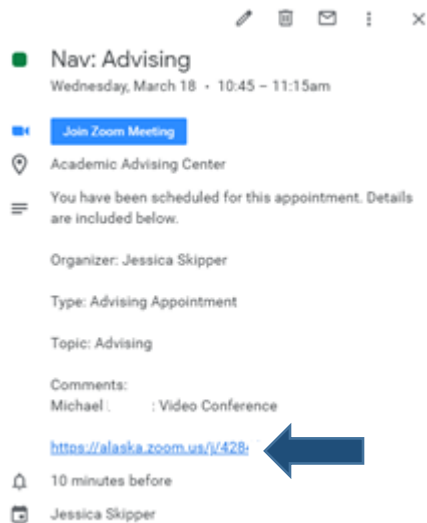 Nav: Advising
Wednesday, March 18 · 10:45 – 11:15am
Join Zoom Meeting
Academic Advising Center
You have been scheduled for this appointment. Details
are included below.
Organizer: Jessica Skipper
Type: Advising Appointment
Topic: Advising
Comments:
Michael : Video Conference
https://alaska.zoom.us/j/428
10 minutes before
Jessica Skipper